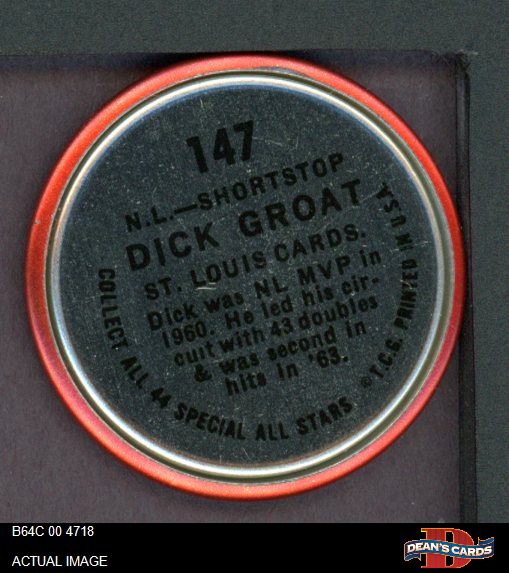 147
N.L.—SHORTSTOP
DICK GROAT
ST. LOUIS CARDS.
Dick was NL MVP in
1960. He led his cir-
cuit with 43 doubles
& was second in
hits in '63.
COLLECT ALL 44 SPECIAL ALL STARS
©T.C.G. PRINTED IN USA
B64C 00 4718
ACTUAL IMAGE
D
DEAN'S CARDS